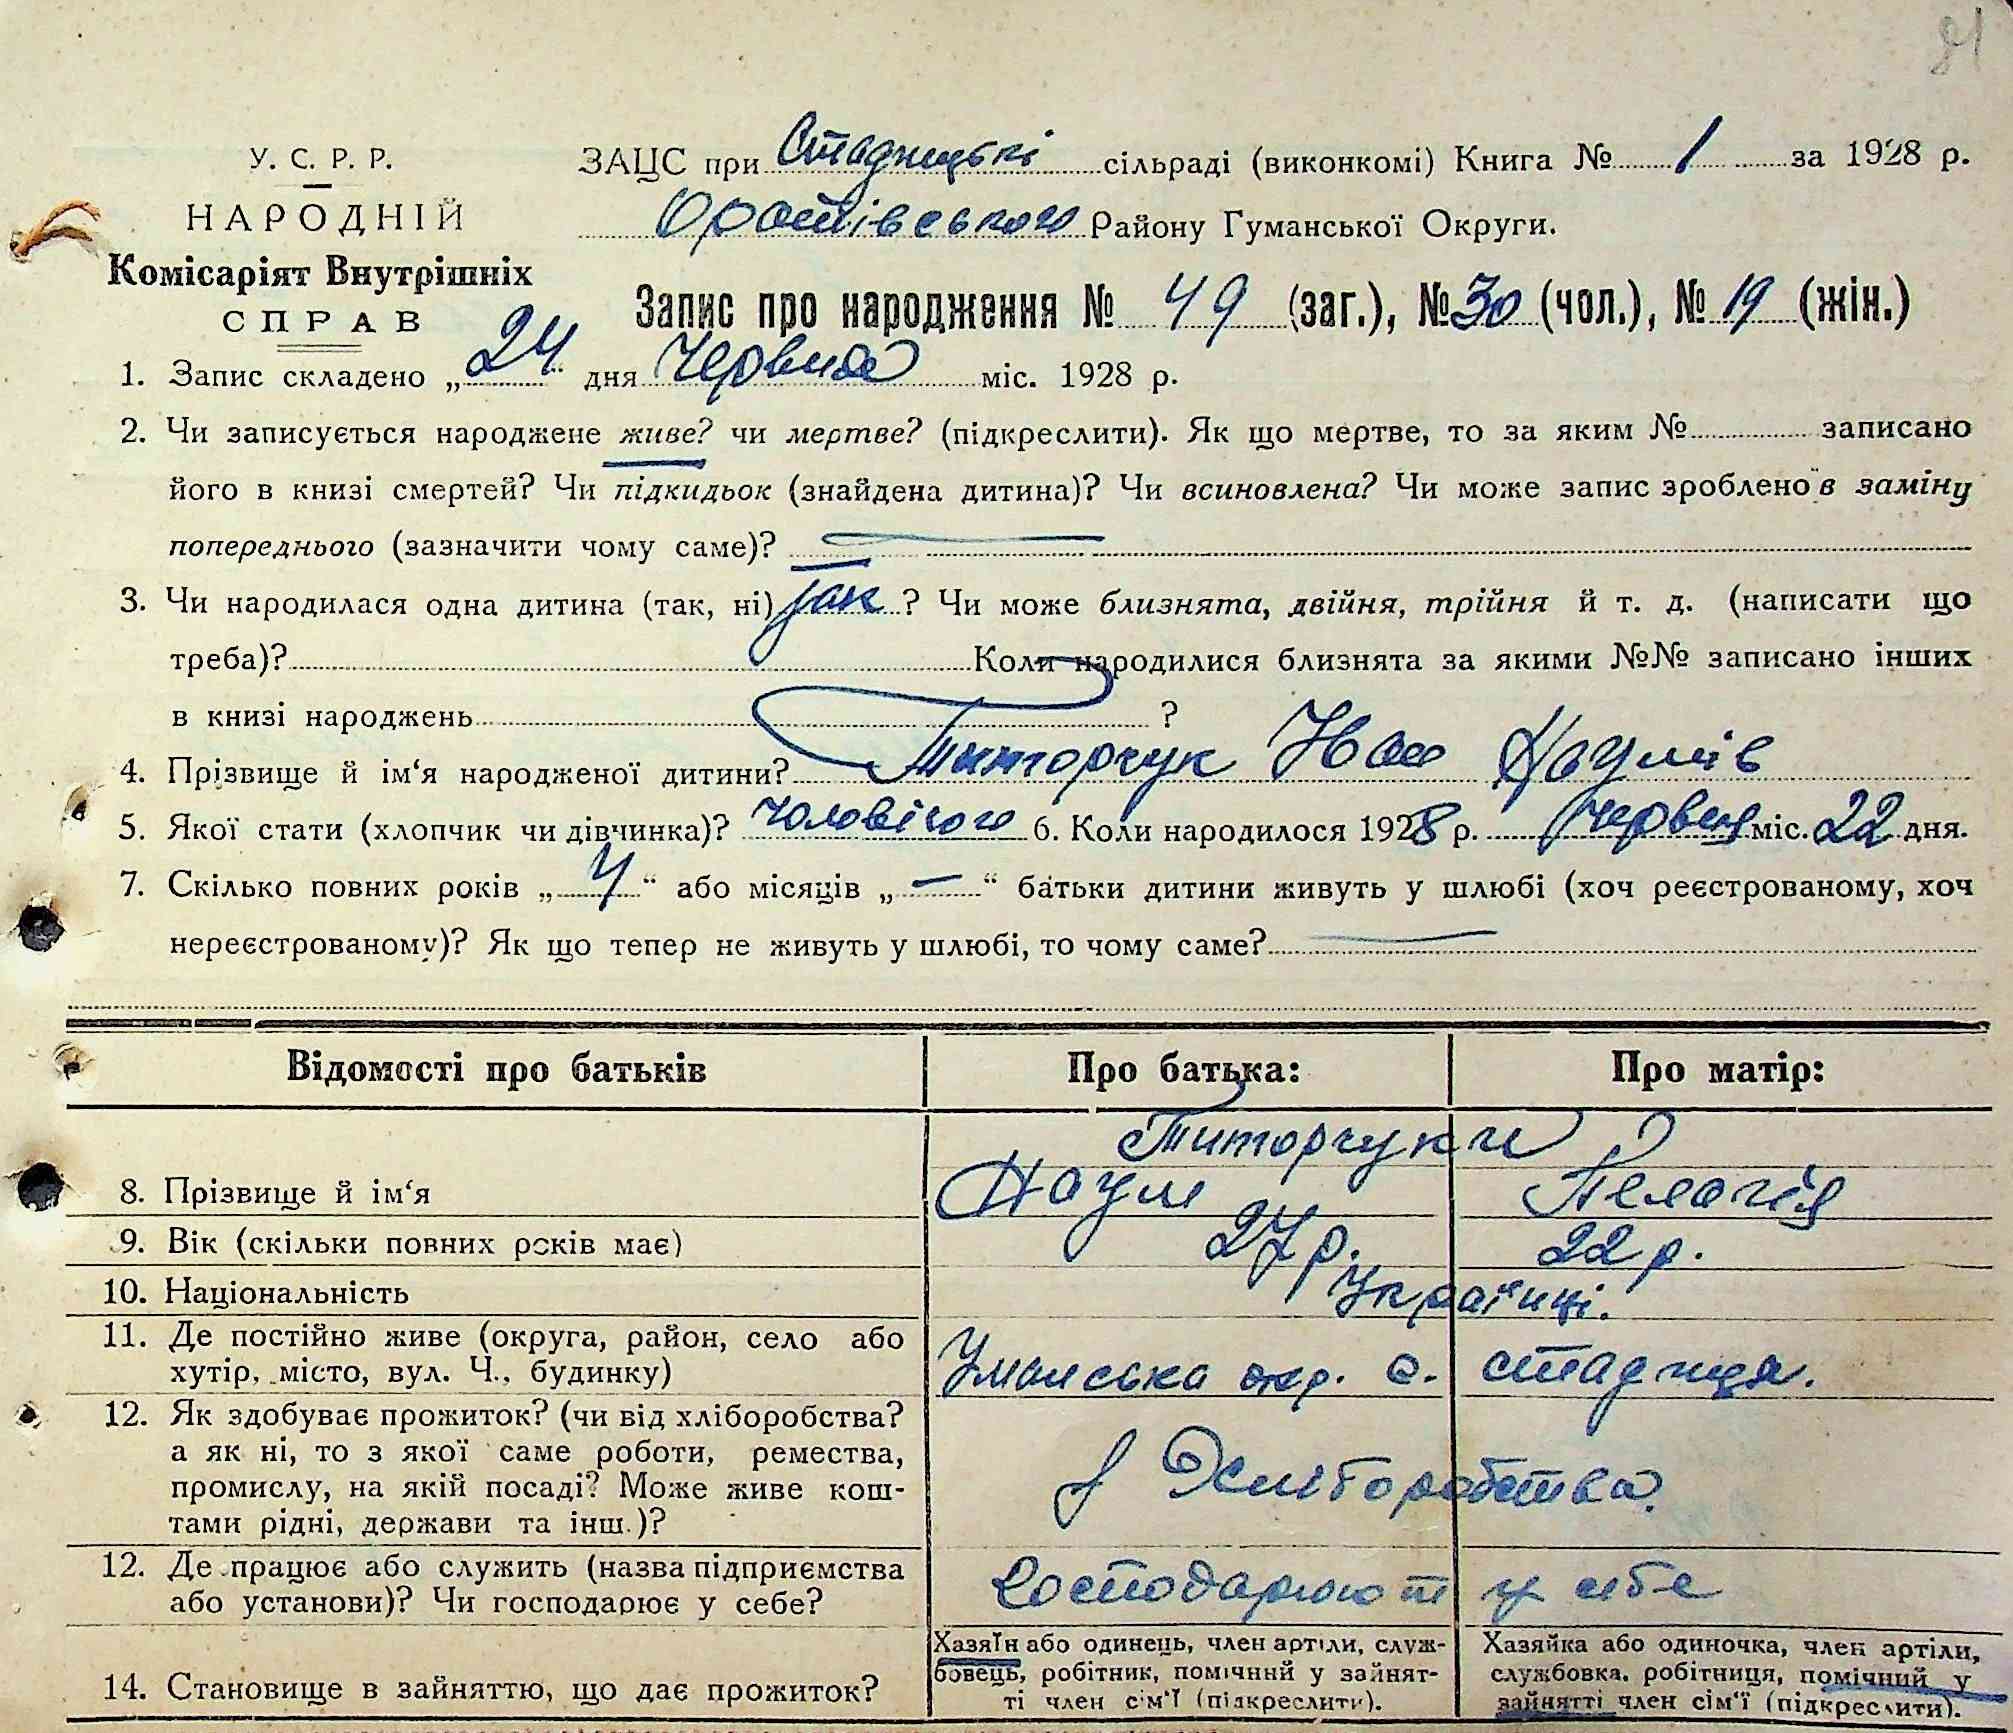 21
У. С. Р. Р.
НАРОДНІЙ
Комісаріят Внутрішніх
СПРАВ
ЗАЦС при Стадницькі сільраді (виконкомі) Книга № 1 за 1928 р.
Оратівського Району Гуманської Округи.
Запис про народження № 49 (заг.), № 30 (чол.), № 19 (жін.)
1. Запис складено „24" дня Червня міс. 1928 р.
2. Чи записується народжене живе? чи мертве? (підкреслити). Як що мертве, то за яким № записано
його в книзі смертей? Чи підкидьок (знайдена дитина)? Чи всиновлена? Чи може запис зроблено в заміну
попереднього (зазначити чому саме)? —
3. Чи народилася одна дитина (так, ні) так ? Чи може близнята, двійня, трійня й т. д. (написати що
треба)? Коли народилися близнята за якими №№ записано інших
в книзі народжень ?
4. Прізвище й ім‘я народженої дитини? Титорчук Іван Наумів
5. Якої стати (хлопчик чи дівчинка)? чоловічого 6. Коли народилося 1928 р. червня міс. 22 дня.
7. Скілько повних років „4“ або місяців „—“ батьки дитини живуть у шлюбі (хоч реєстрованому, хоч
нереєстрованому)? Як що тепер не живуть у шлюбі, то чому саме? —
Відомості про батьків Про батька: Про матір:
Титорчуки
8. Прізвище й ім‘я Наум Пелагія
9. Вік (скільки повних років має) 27 р. 22 р.
10. Національність Українці.
11. Де постійно живе (округа, район, село або
хутір, місто, вул. Ч., будинку) Уманська окр. с. Стадниця.
12. Як здобуває прожиток? (чи від хліборобства?
а як ні, то з якої саме роботи, ремества,
промислу, на якій посаді? Може живе кош-
тами рідні, держави та інш.)?
Хліборобства.
12. Де працює або служить (назва підприємства
або установи)? Чи господарює у себе?
господарюют у себе
14. Становище в зайняттю, що дає прожиток?
Хазяїн або одинець, член артіли, служ-
бовець, робітник, помічний у зайнят-
ті член сім‘ї (підкреслити).
Хазяйка або одиночка, член артіли,
службовка. робітниця, помічний у
зайнятті член сім‘ї (підкреслити).